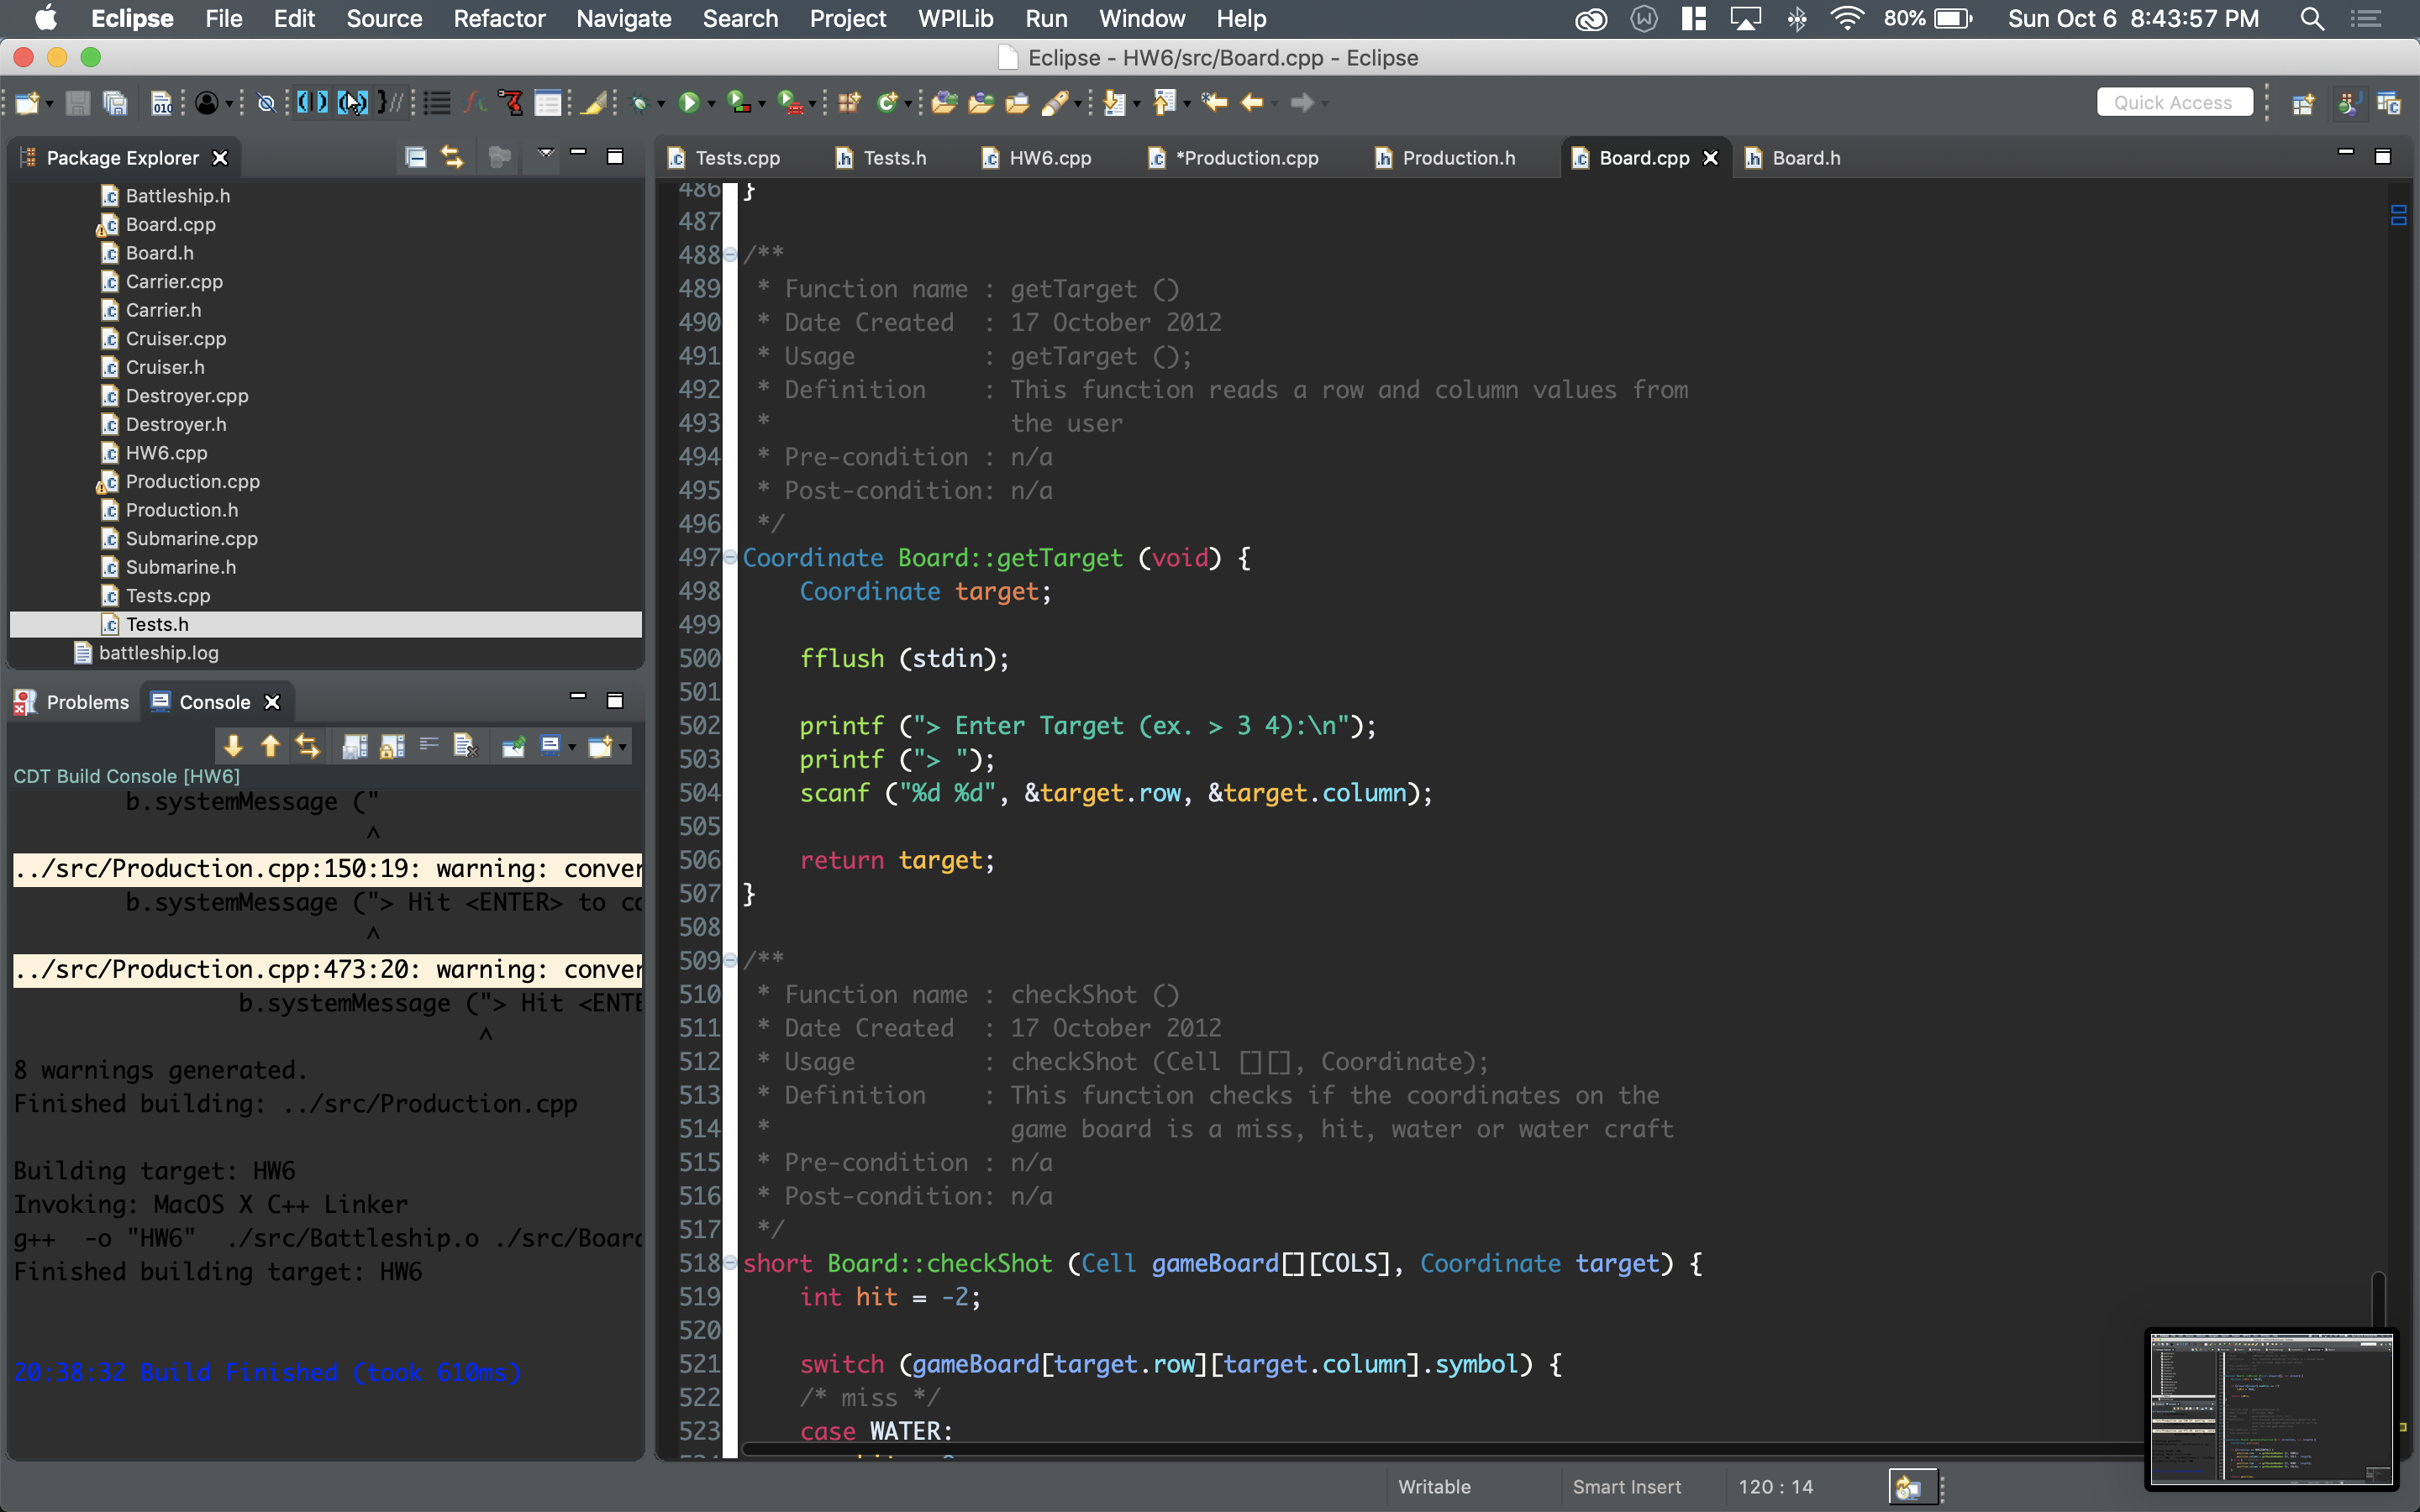 Eclipse File Edit Source Refactor Navigate Search Project WPILib Run Window Help 80% Sun Oct 6 8:43:57 PM
Eclipse - HW6/src/Board.cpp - Eclipse
Quick Access
Package Explorer
Battleship.h
Board.cpp
Board.h
Carrier.cpp
Carrier.h
Cruiser.cpp
Cruiser.h
Destroyer.cpp
Destroyer.h
HW6.cpp
Production.cpp
Production.h
Submarine.cpp
Submarine.h
Tests.cpp
Tests.h
battleship.log
Problems Console
CDT Build Console [HW6]
b.systemMessage ("
^
../src/Production.cpp:150:19: warning: conver
b.systemMessage ("> Hit <ENTER> to co
^
../src/Production.cpp:473:20: warning: conver
b.systemMessage ("> Hit <ENTE
^
8 warnings generated.
Finished building: ../src/Production.cpp
Building target: HW6
Invoking: MacOS X C++ Linker
g++ -o "HW6" ./src/Battleship.o ./src/Board
Finished building target: HW6
20:38:32 Build Finished (took 610ms)
Tests.cpp Tests.h HW6.cpp *Production.cpp Production.h Board.cpp Board.h
486 }
487
488 /**
489 * Function name : getTarget ()
490 * Date Created : 17 October 2012
491 * Usage : getTarget ();
492 * Definition : This function reads a row and column values from
493 * the user
494 * Pre-condition : n/a
495 * Post-condition: n/a
496 */
497 Coordinate Board::getTarget (void) {
498 Coordinate target;
499
500 fflush (stdin);
501
502 printf ("> Enter Target (ex. > 3 4):\n");
503 printf ("> ");
504 scanf ("%d %d", &target.row, &target.column);
505
506 return target;
507 }
508
509 /**
510 * Function name : checkShot ()
511 * Date Created : 17 October 2012
512 * Usage : checkShot (Cell [][], Coordinate);
513 * Definition : This function checks if the coordinates on the
514 * game board is a miss, hit, water or water craft
515 * Pre-condition : n/a
516 * Post-condition: n/a
517 */
518 short Board::checkShot (Cell gameBoard[][COLS], Coordinate target) {
519 int hit = -2;
520
521 switch (gameBoard[target.row][target.column].symbol) {
522 /* miss */
523 case WATER:
Writable Smart Insert 120 : 14